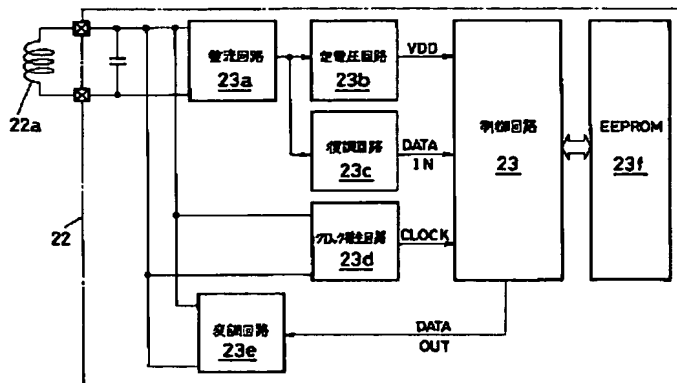 整流回路
23a
定電圧回路
23b
VDD
復調回路
23c
DATA
IN
制御回路
23
EEPROM
23f
22a
22
クロック発生回路
23d
CLOCK
変調回路
23e
DATA
OUT